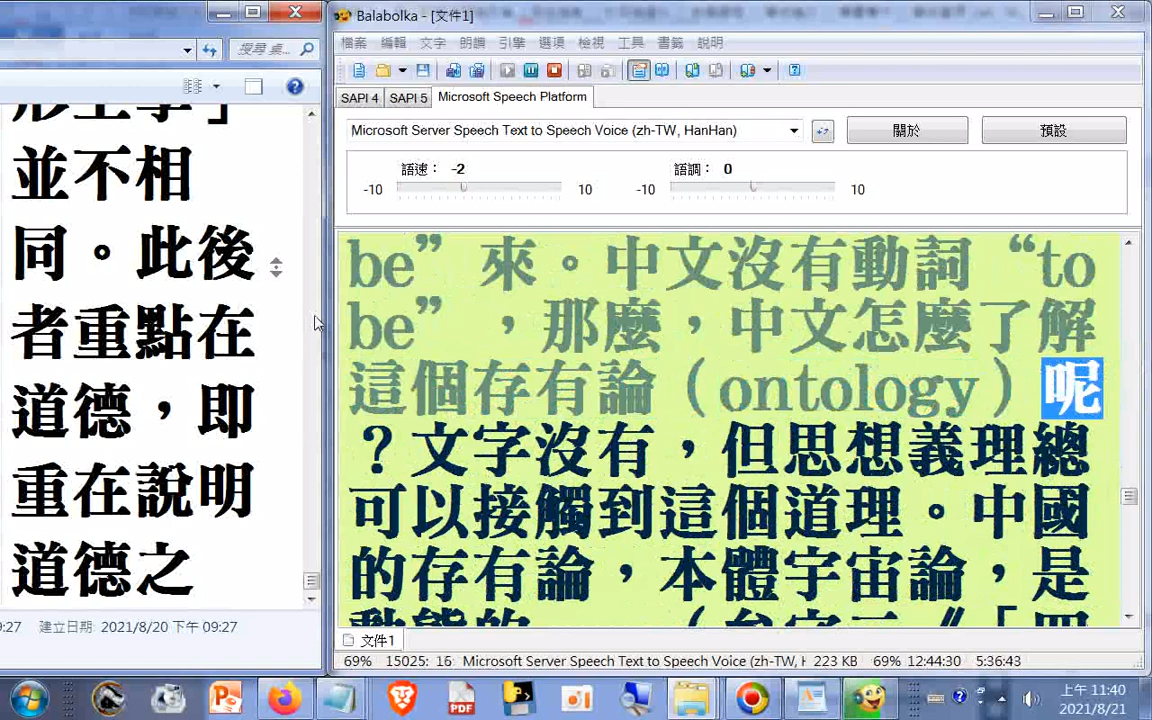 搜尋 桌...
形上學」
並不相
同。此後
者重點在
道德，即
重在說明
道德之
9:27 建立日期: 2021/8/20 下午 09:27
Balabolka - [文件1]
檔案 編輯 文字 朗讀 引擎 選項 檢視 工具 書籤 說明
SAPI 4 SAPI 5 Microsoft Speech Platform
Microsoft Server Speech Text to Speech Voice (zh-TW, HanHan) 關於 預設
語速： -2 語調： 0
-10 10 -10 10
be”來。中文沒有動詞“to
be”，那麼，中文怎麼了解
這個存有論（ontology）呢
？文字沒有，但思想義理總
可以接觸到這個道理。中國
的存有論，本體宇宙論，是
文件1
69% 15025: 16 Microsoft Server Speech Text to Speech Voice (zh-TW, H 223 KB 69% 12:44:30 5:36:43
上午 11:40
2021/8/21